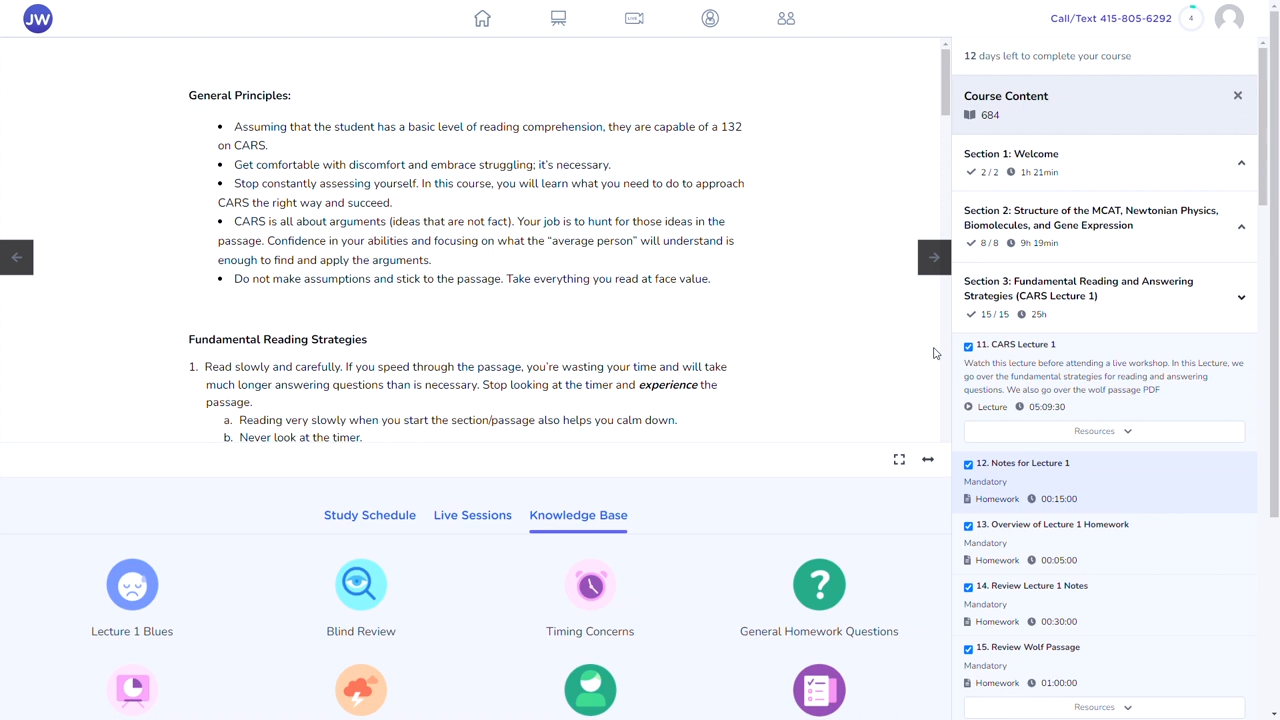 JW
LIVE
Call/Text 415-805-6292
4
General Principles:
• Assuming that the student has a basic level of reading comprehension, they are capable of a 132
on CARS.
• Get comfortable with discomfort and embrace struggling; it's necessary.
• Stop constantly assessing yourself. In this course, you will learn what you need to do to approach
CARS the right way and succeed.
• CARS is all about arguments (ideas that are not fact). Your job is to hunt for those ideas in the
passage. Confidence in your abilities and focusing on what the “average person” will understand is
enough to find and apply the arguments.
• Do not make assumptions and stick to the passage. Take everything you read at face value.
Fundamental Reading Strategies
1. Read slowly and carefully. If you speed through the passage, you're wasting your time and will take
much longer answering questions than is necessary. Stop looking at the timer and experience the
passage.
a. Reading very slowly when you start the section/passage also helps you calm down.
b. Never look at the timer.
Study Schedule
Live Sessions
Knowledge Base
Lecture 1 Blues
Blind Review
Timing Concerns
?
General Homework Questions
12 days left to complete your course
Course Content
684
Section 1: Welcome
2 / 2 1h 21min
Section 2: Structure of the MCAT, Newtonian Physics,
Biomolecules, and Gene Expression
8 / 8 9h 19min
Section 3: Fundamental Reading and Answering
Strategies (CARS Lecture 1)
15 / 15 25h
11. CARS Lecture 1
Watch this lecture before attending a live workshop. In this Lecture, we
go over the fundamental strategies for reading and answering
questions. We also go over the wolf passage PDF
Lecture 05:09:30
Resources
12. Notes for Lecture 1
Mandatory
Homework 00:15:00
13. Overview of Lecture 1 Homework
Mandatory
Homework 00:05:00
14. Review Lecture 1 Notes
Mandatory
Homework 00:30:00
15. Review Wolf Passage
Mandatory
Homework 01:00:00
Resources